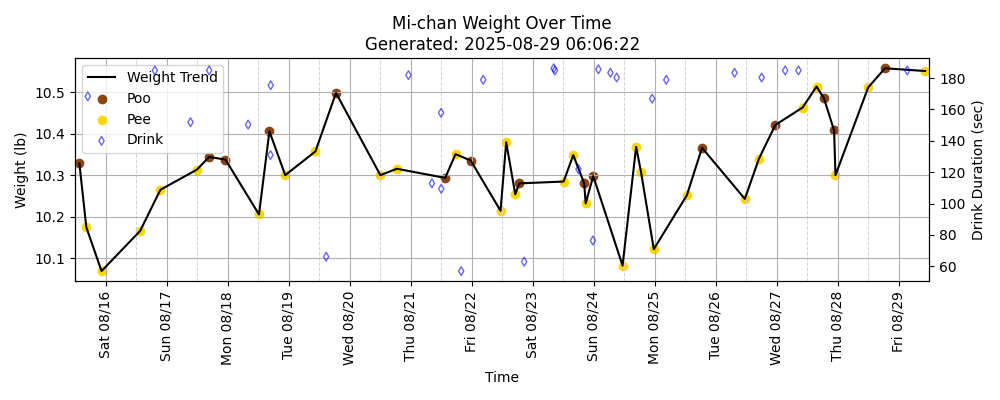 Mi-chan Weight Over Time
Generated: 2025-08-29 06:06:22
Weight Trend
Poo
Pee
Drink
Weight (lb)
10.5
10.4
10.3
10.2
10.1
Drink Duration (sec)
180
160
140
120
100
80
60
Sat 08/16
Sun 08/17
Mon 08/18
Tue 08/19
Wed 08/20
Thu 08/21
Fri 08/22
Sat 08/23
Sun 08/24
Mon 08/25
Tue 08/26
Wed 08/27
Thu 08/28
Fri 08/29
Time